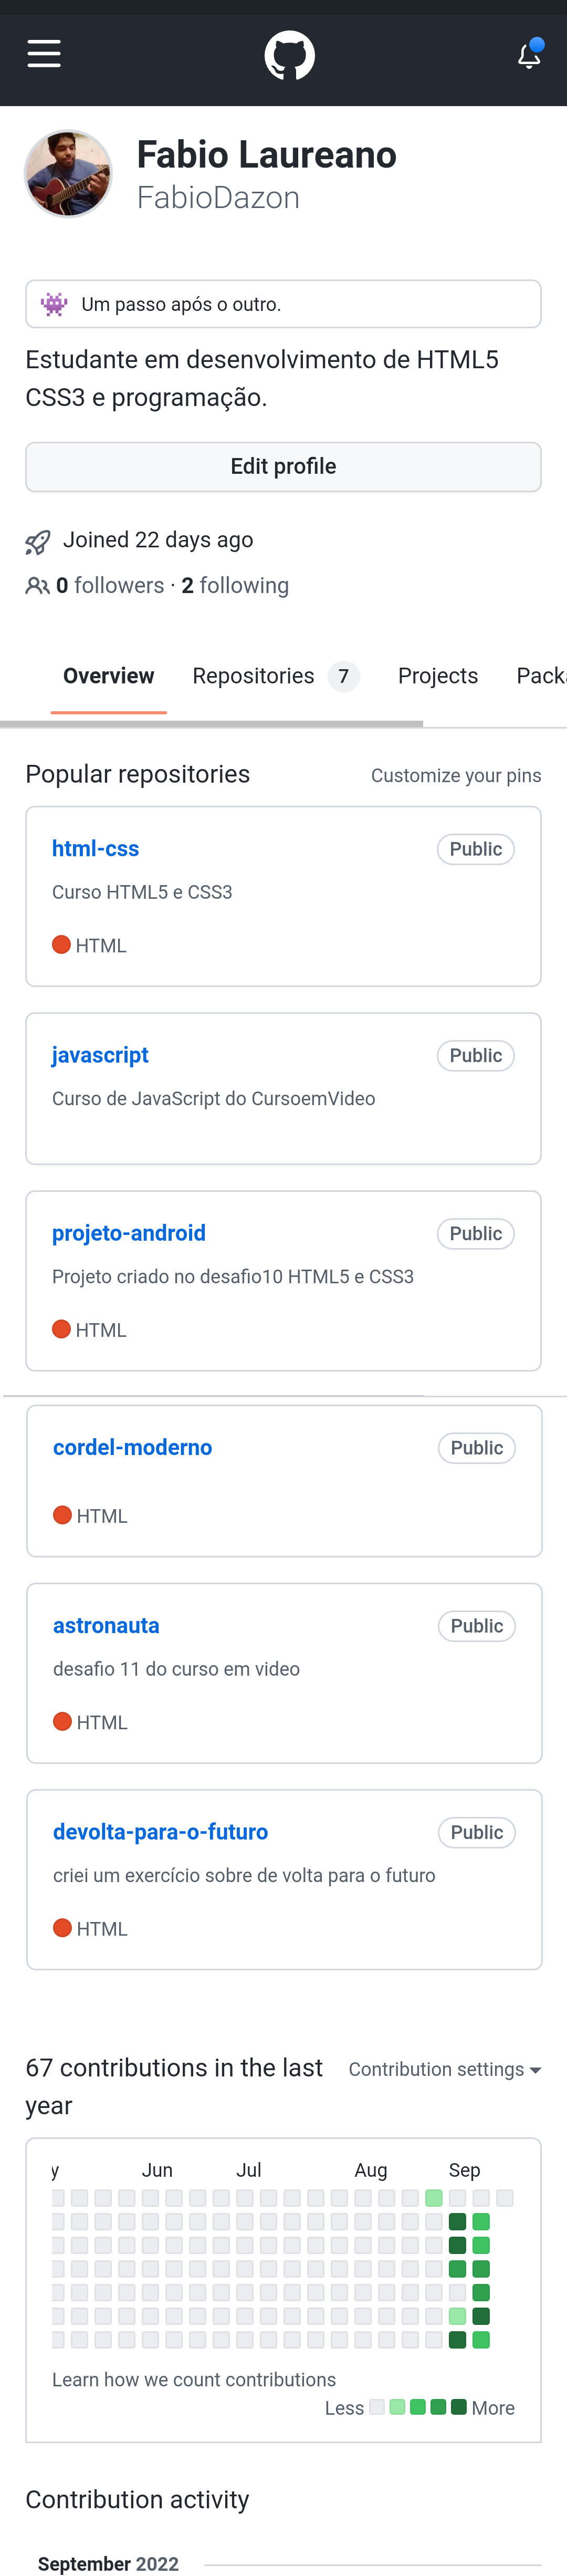 Fabio Laureano
FabioDazon
Um passo após o outro.
Estudante em desenvolvimento de HTML5
CSS3 e programação.
Edit profile
Joined 22 days ago
0 followers · 2 following
Overview Repositories 7 Projects Pack
Popular repositories Customize your pins
html-css Public
Curso HTML5 e CSS3
HTML
javascript Public
Curso de JavaScript do CursoemVideo
projeto-android Public
Projeto criado no desafio10 HTML5 e CSS3
HTML
cordel-moderno Public
HTML
astronauta Public
desafio 11 do curso em video
HTML
devolta-para-o-futuro Public
criei um exercício sobre de volta para o futuro
HTML
67 contributions in the last
year
Contribution settings
y Jun Jul Aug Sep
Learn how we count contributions
Less More
Contribution activity
September 2022